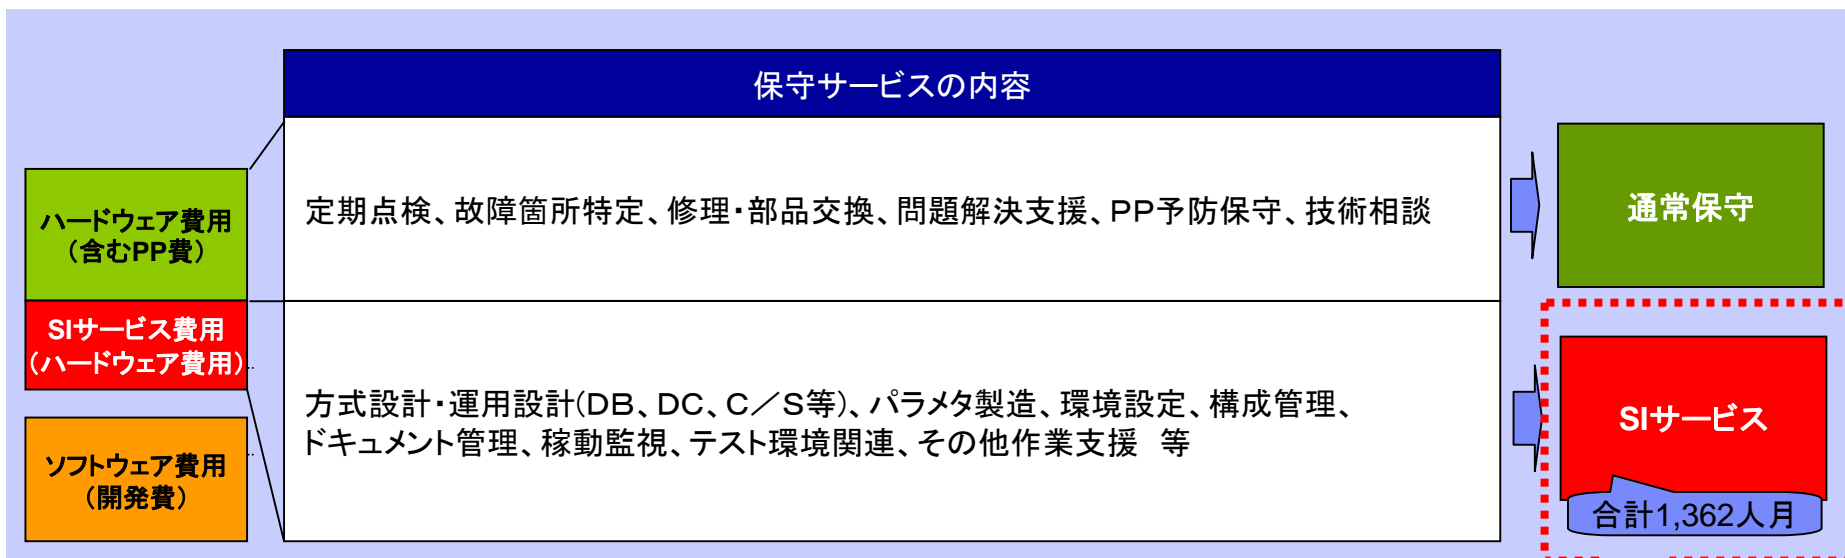 保守サービスの内容
ハードウェア費用
（含むPP費）
定期点検、故障箇所特定、修理・部品交換、問題解決支援、ＰＰ予防保守、技術相談
通常保守
SIサービス費用
（ハードウェア費用）
方式設計・運用設計(ＤＢ、ＤＣ、Ｃ／Ｓ等)、パラメタ製造、環境設定、構成管理、
ドキュメント管理、稼動監視、テスト環境関連、その他作業支援　等
SIサービス
合計1,362人月
ソフトウェア費用
（開発費）